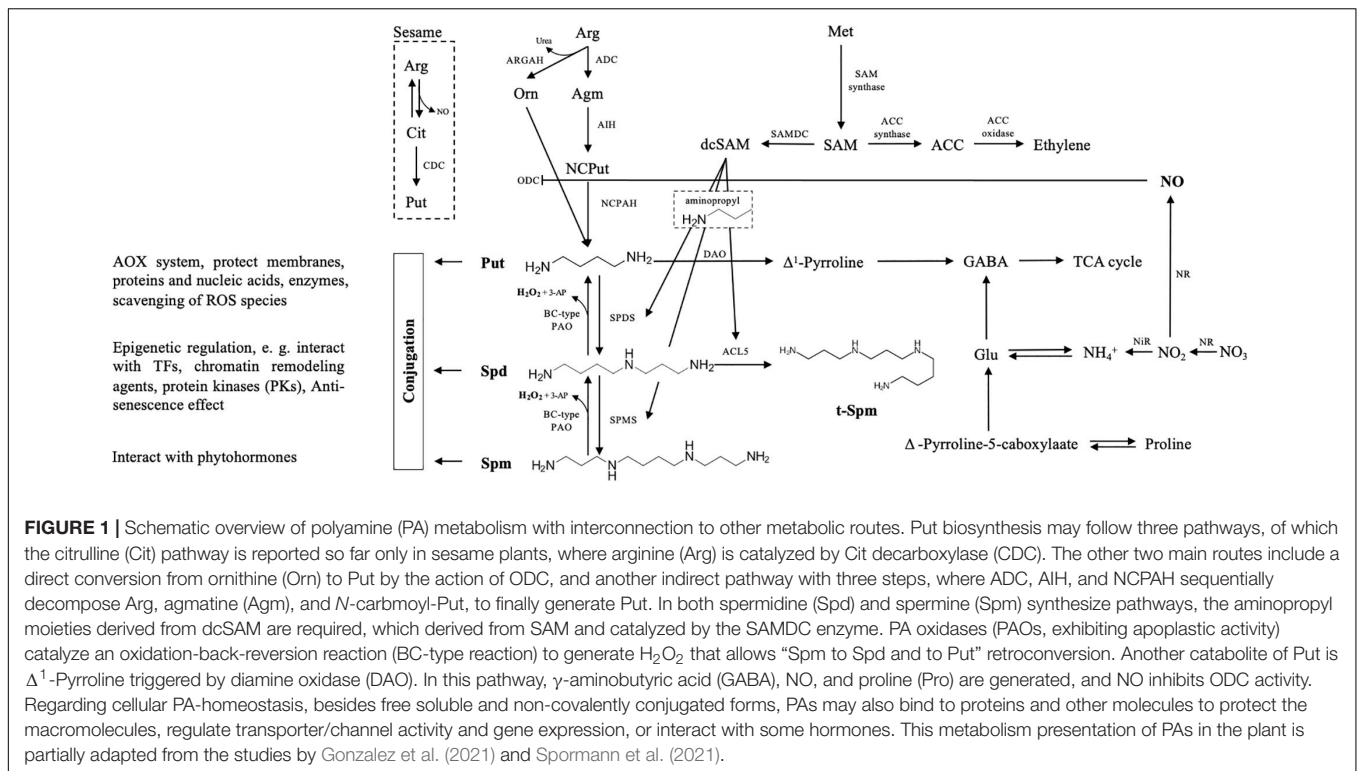 Sesame
Arg
NO
Cit
CDC
Put
Arg
Urea
ARGAH
ADC
Orn
Agm
AIH
NCPut
ODC
NCPAH
Met
SAM
synthase
SAMDC
ACC
synthase
ACC
oxidase
dcSAM
SAM
ACC
Ethylene
aminopropyl
H₂N
NO
AOX system, protect membranes,
proteins and nucleic acids, enzymes,
scavenging of ROS species
Epigenetic regulation, e. g. interact
with TFs, chromatin remodeling
agents, protein kinases (PKs), Anti-
senescence effect
Interact with phytohormones
Conjugation
Put
H₂N
NH₂
DAO
Δ¹-Pyrroline
GABA
TCA cycle
NR
H₂O₂ + 3-AP
BC-type
PAO
SPDS
Spd
H₂N
H
N
NH₂
ACL5
H₂N
H
N
H
N
H₂N
t-Spm
Glu
NH₄⁺
NiR
NO₂
NR
NO₃
H₂O₂ + 3-AP
BC-type
PAO
SPMS
Spm
H₂N
N
H
H
N
NH₂
Δ -Pyrroline-5-caboxylaate
Proline
FIGURE 1 | Schematic overview of polyamine (PA) metabolism with interconnection to other metabolic routes. Put biosynthesis may follow three pathways, of which
the citrulline (Cit) pathway is reported so far only in sesame plants, where arginine (Arg) is catalyzed by Cit decarboxylase (CDC). The other two main routes include a
direct conversion from ornithine (Orn) to Put by the action of ODC, and another indirect pathway with three steps, where ADC, AIH, and NCPAH sequentially
decompose Arg, agmatine (Agm), and N-carbmoyl-Put, to finally generate Put. In both spermidine (Spd) and spermine (Spm) synthesize pathways, the aminopropyl
moieties derived from dcSAM are required, which derived from SAM and catalyzed by the SAMDC enzyme. PA oxidases (PAOs, exhibiting apoplastic activity)
catalyze an oxidation-back-reversion reaction (BC-type reaction) to generate H₂O₂ that allows “Spm to Spd and to Put” retroconversion. Another catabolite of Put is
Δ¹-Pyrroline triggered by diamine oxidase (DAO). In this pathway, γ-aminobutyric acid (GABA), NO, and proline (Pro) are generated, and NO inhibits ODC activity.
Regarding cellular PA-homeostasis, besides free soluble and non-covalently conjugated forms, PAs may also bind to proteins and other molecules to protect the
macromolecules, regulate transporter/channel activity and gene expression, or interact with some hormones. This metabolism presentation of PAs in the plant is
partially adapted from the studies by Gonzalez et al. (2021) and Spormann et al. (2021).